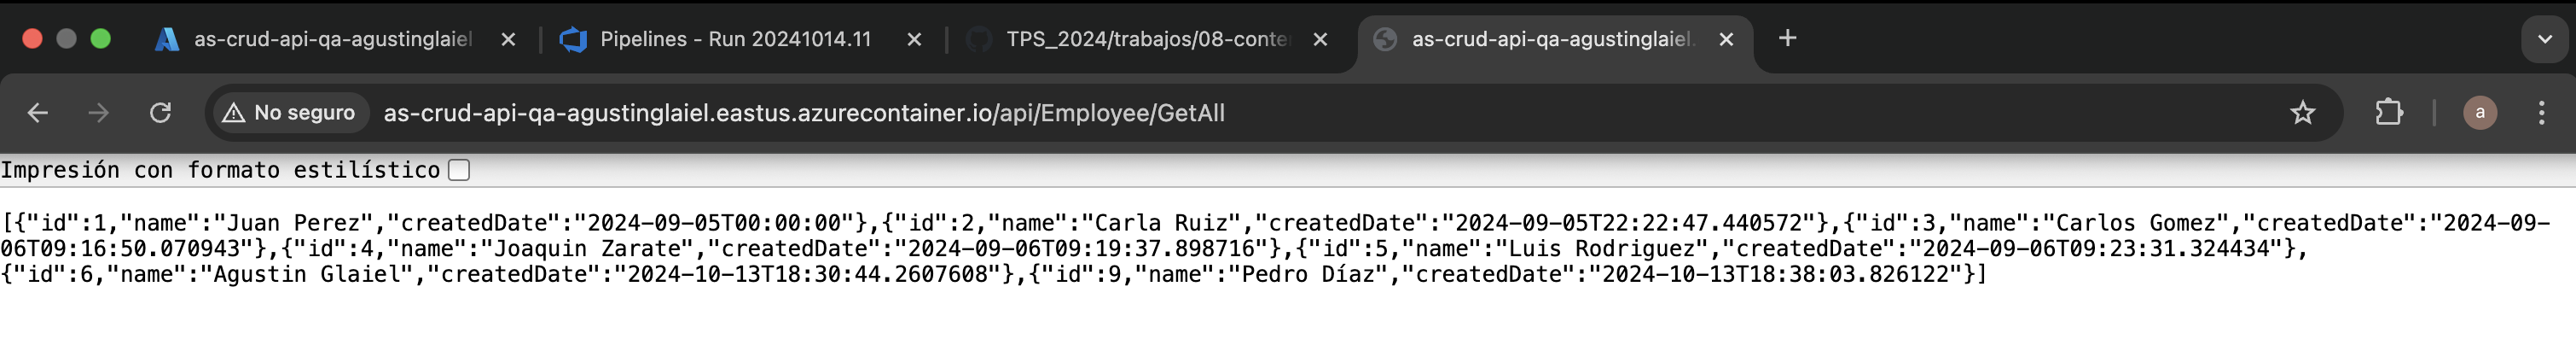 as-crud-api-qa-agustinglaiel
Pipelines - Run 20241014.11
TPS_2024/trabajos/08-conte
as-crud-api-qa-agustinglaiel.
No seguro
as-crud-api-qa-agustinglaiel.eastus.azurecontainer.io/api/Employee/GetAll
a
Impresión con formato estilístico
[{"id":1,"name":"Juan Perez","createdDate":"2024-09-05T00:00:00"},{"id":2,"name":"Carla Ruiz","createdDate":"2024-09-05T22:22:47.440572"},{"id":3,"name":"Carlos Gomez","createdDate":"2024-09-
06T09:16:50.070943"},{"id":4,"name":"Joaquin Zarate","createdDate":"2024-09-06T09:19:37.898716"},{"id":5,"name":"Luis Rodriguez","createdDate":"2024-09-06T09:23:31.324434"},
{"id":6,"name":"Agustin Glaiel","createdDate":"2024-10-13T18:30:44.2607608"},{"id":9,"name":"Pedro Díaz","createdDate":"2024-10-13T18:38:03.826122"}]